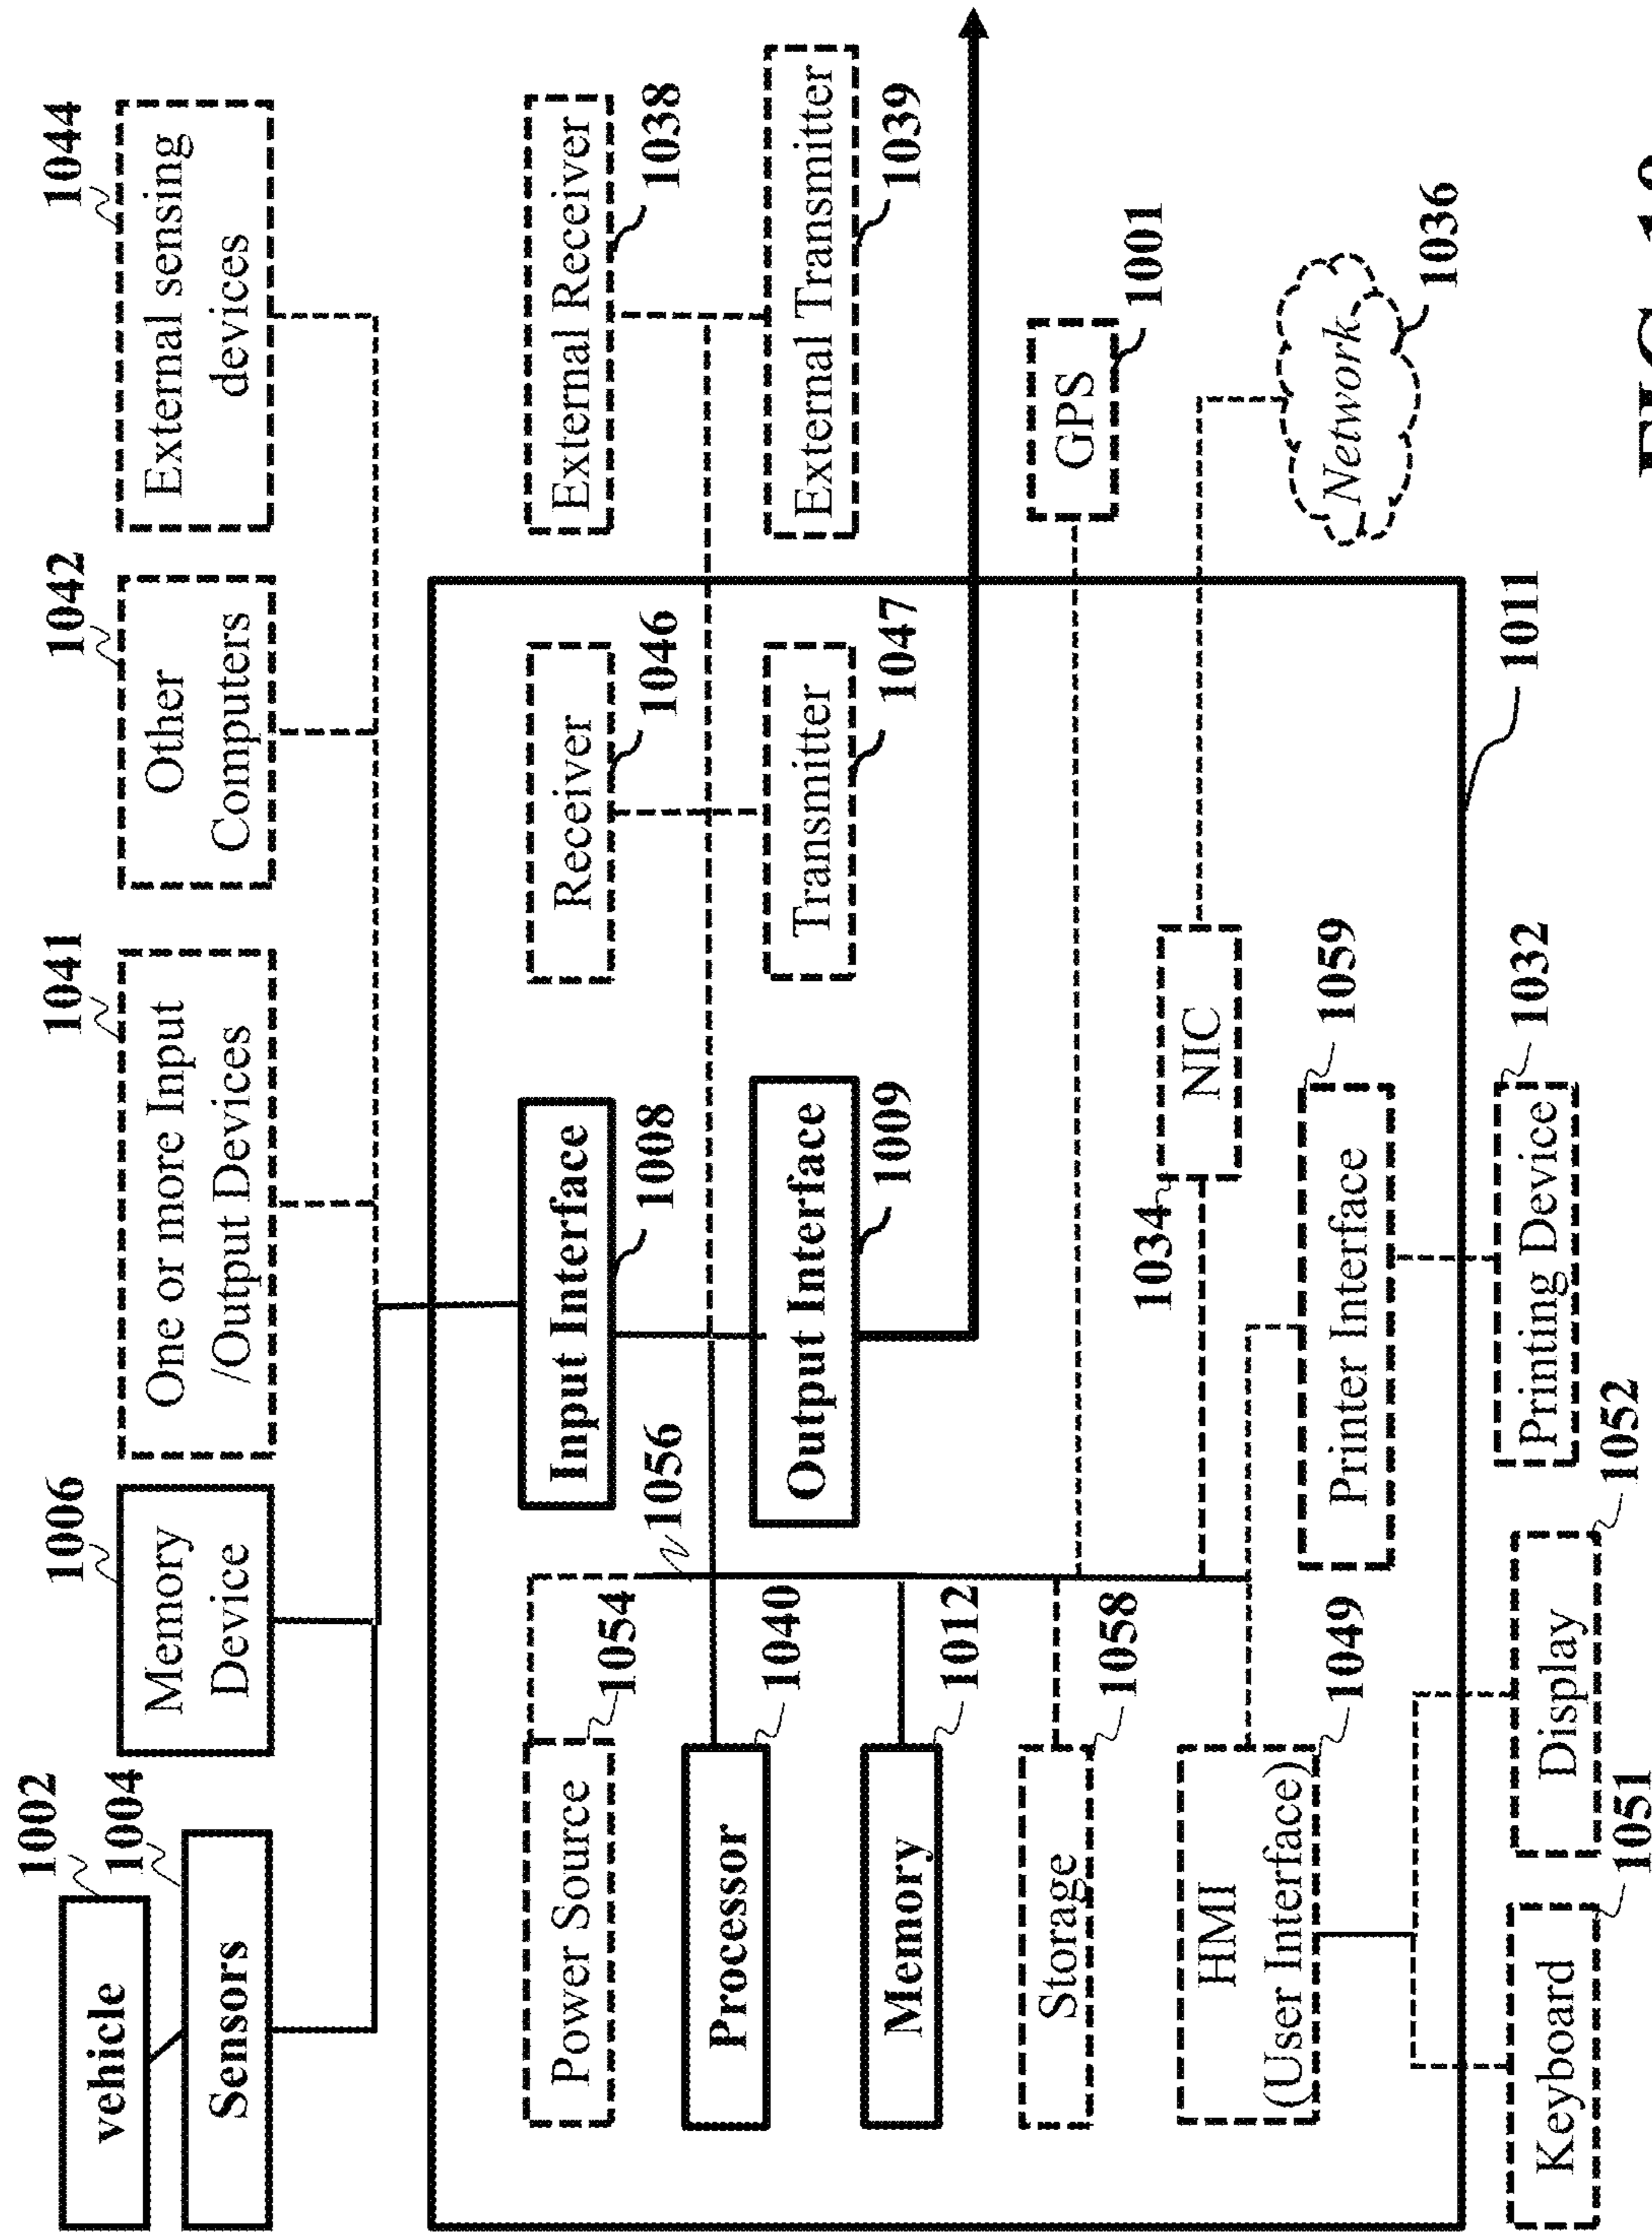 1002
vehicle
1004
Sensors
1006
Memory
Device
1041
One or more Input
/Output Devices
1042
Other
Computers
1044
External sensing
devices
Power Source
1054
1056
Input Interface
1008
Receiver
1046
External Receiver
1038
Processor
1040
Output Interface
1009
Transmitter
1047
External Transmitter
1039
Memory
1012
Storage
1058
GPS
1001
1034
NIC
HMI
(User Interface)
1049
Printer Interface
1059
Network
1036
1011
Keyboard
1051
Display
1052
Printing Device
1032
FIG